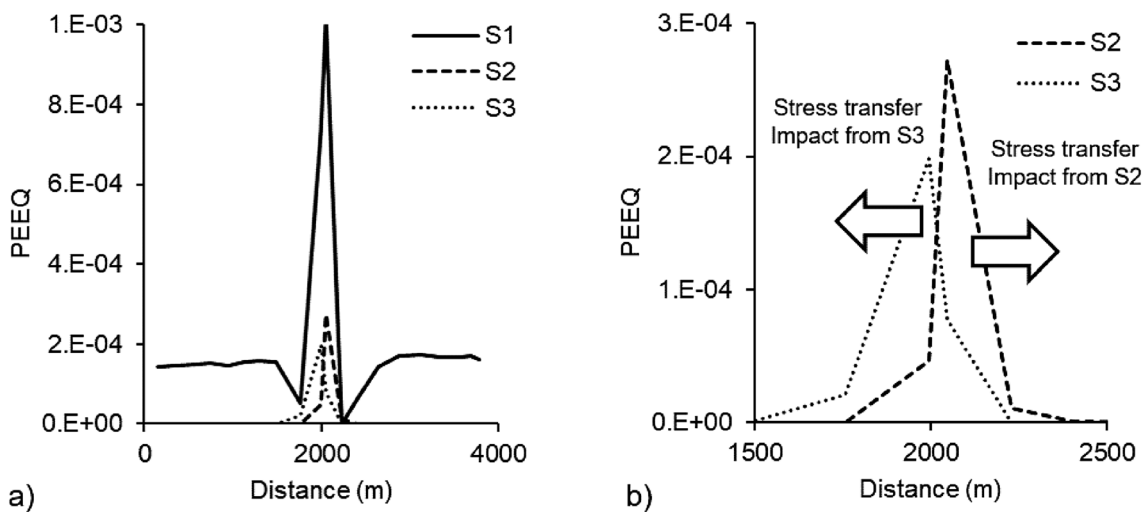 1.E-03
8.E-04
6.E-04
4.E-04
2.E-04
0.E+00
PEEQ
0
2000
4000
Distance (m)
S1
S2
S3
a)
3.E-04
2.E-04
1.E-04
0.E+00
PEEQ
1500
2000
2500
Distance (m)
S2
S3
Stress transfer
Impact from S3
Stress transfer
Impact from S2
b)